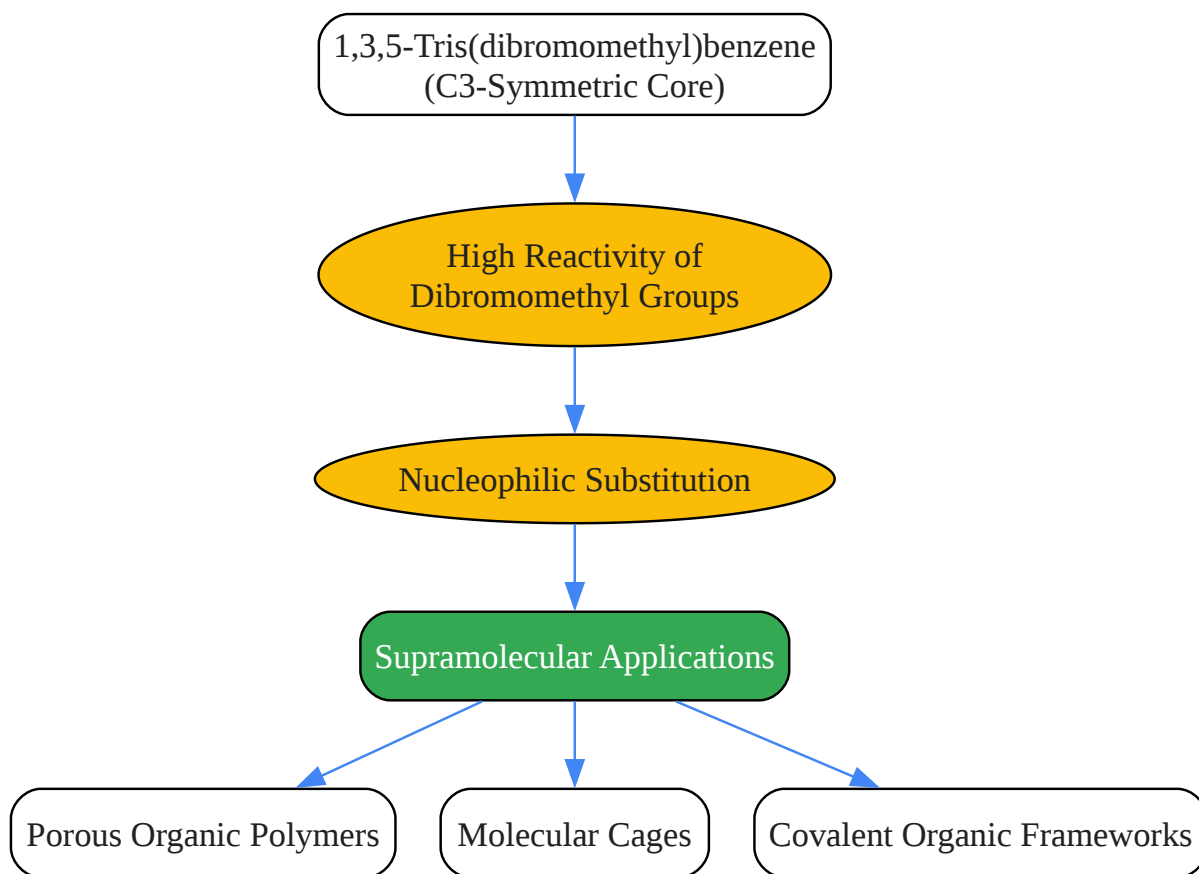 1,3,5-Tris(dibromomethyl)benzene
(C3-Symmetric Core)
High Reactivity of
Dibromomethyl Groups
Nucleophilic Substitution
Supramolecular Applications
Porous Organic Polymers
Molecular Cages
Covalent Organic Frameworks